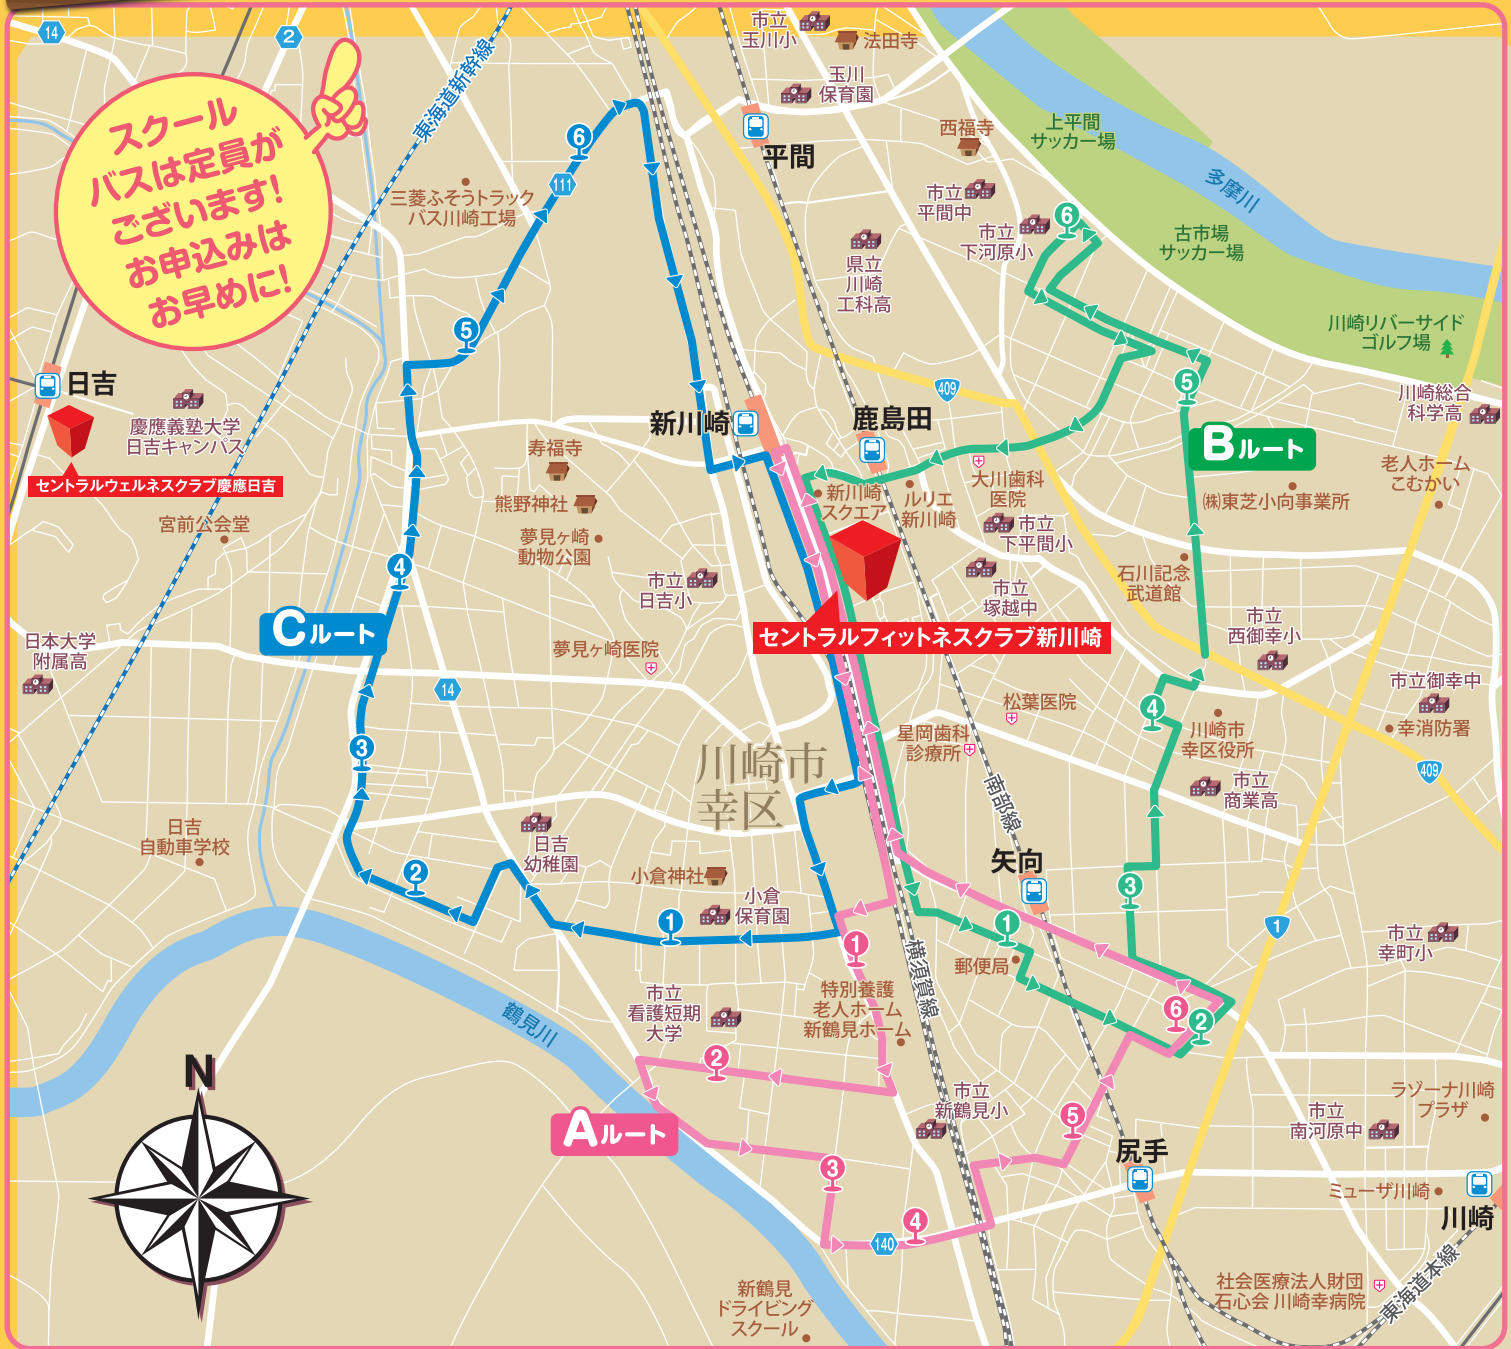 14
2
東海道新幹線
スクール
バスは定員が
ございます!
お申込みは
お早めに!
市立
玉川小
法田寺
玉川
保育園
平間
西福寺
上平間
サッカー場
多摩川
市立
平間中
市立
下河原小
古市場
サッカー場
県立
川崎
工科高
川崎リバーサイド
ゴルフ場
川崎総合
科学高
三菱ふそうトラック
バス川崎工場
111
6
5
6
5
409
日吉
慶應義塾大学
日吉キャンパス
セントラルウェルネスクラブ慶應日吉
宮前公会堂
新川崎
鹿島田
寿福寺
熊野神社
夢見ヶ崎
動物公園
市立
日吉小
夢見ヶ崎医院
新川崎
スクエア
ルリエ
新川崎
大川歯科
医院
市立
下平間小
市立
塚越中
Bルート
老人ホーム
こむかい
㈱東芝小向事業所
石川記念
武道館
市立
西御幸小
セントラルフィットネスクラブ新川崎
4
Cルート
日本大学
附属高
14
3
川崎市
幸区
星岡歯科
診療所
松葉医院
4
川崎市
幸区役所
市立御幸中
幸消防署
409
市立
商業高
南部線
矢向
日吉
自動車学校
日吉
幼稚園
小倉神社
小倉
保育園
2
1
1
1
3
1
郵便局
横須賀線
市立
幸町小
特別養護
老人ホーム
新鶴見ホーム
市立
看護短期
大学
鶴見川
6
2
2
N
Aルート
3
4
5
140
市立
新鶴見小
尻手
市立
南河原中
ラゾーナ川崎
プラザ
ミューザ川崎
川崎
東海道本線
社会医療法人財団
石心会 川崎幸病院
新鶴見
ドライビング
スクール